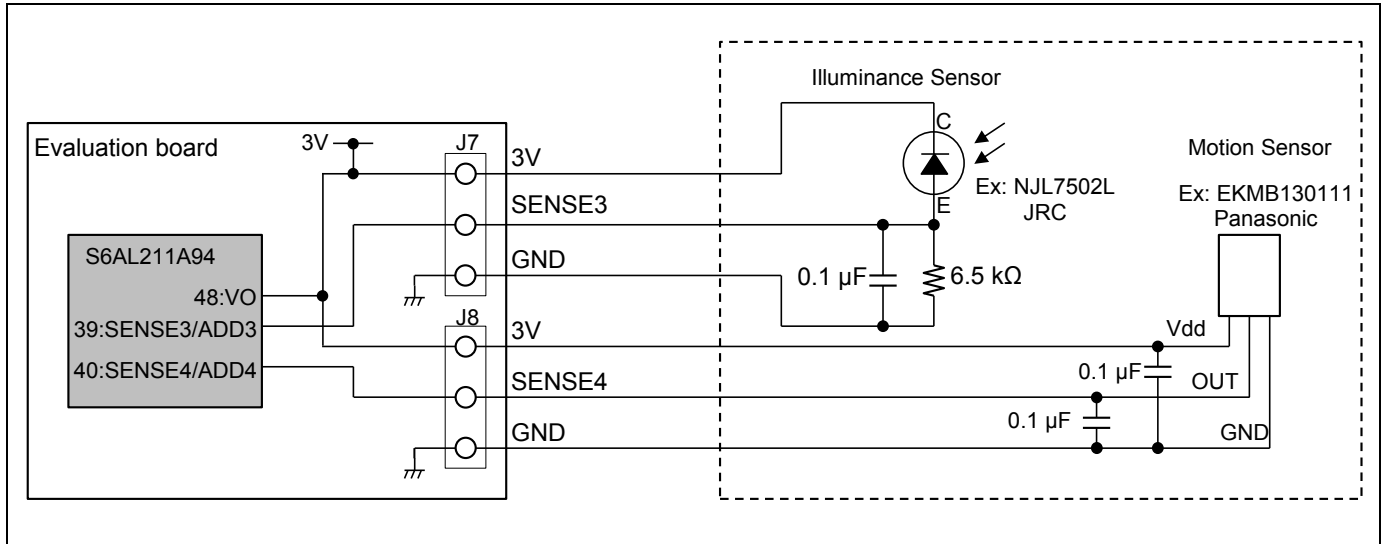 Illuminance Sensor
Evaluation board
3V
J7
3V
C
Motion Sensor
Ex: NJL7502L
JRC
Ex: EKMB130111
Panasonic
SENSE3
E
S6AL211A94
GND
0.1 µF
6.5 kΩ
48:VO
39:SENSE3/ADD3
J8
3V
Vdd
40:SENSE4/ADD4
SENSE4
0.1 µF
OUT
0.1 µF
GND
GND